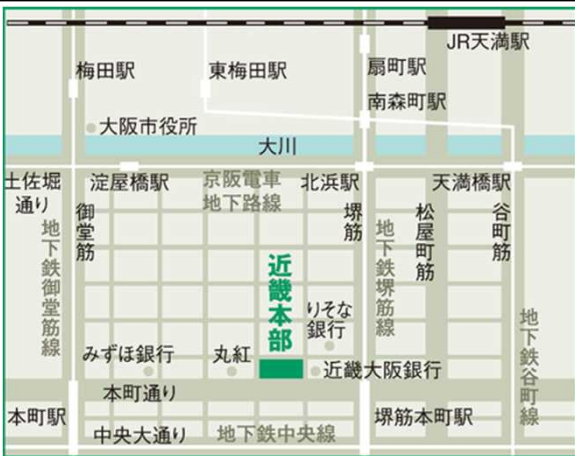 JR天満駅
梅田駅
東梅田駅
扇町駅
南森町駅
大阪市役所
大川
土佐堀
通り
淀屋橋駅
京阪電車
地下路線
北浜駅
天満橋駅
御堂筋
堺筋
松屋町筋
谷町筋
地下鉄御堂筋線
地下鉄堺筋線
近畿本部
りそな
銀行
地下鉄谷町線
みずほ銀行
丸紅
近畿大阪銀行
本町通り
本町駅
堺筋本町駅
中央大通り
地下鉄中央線